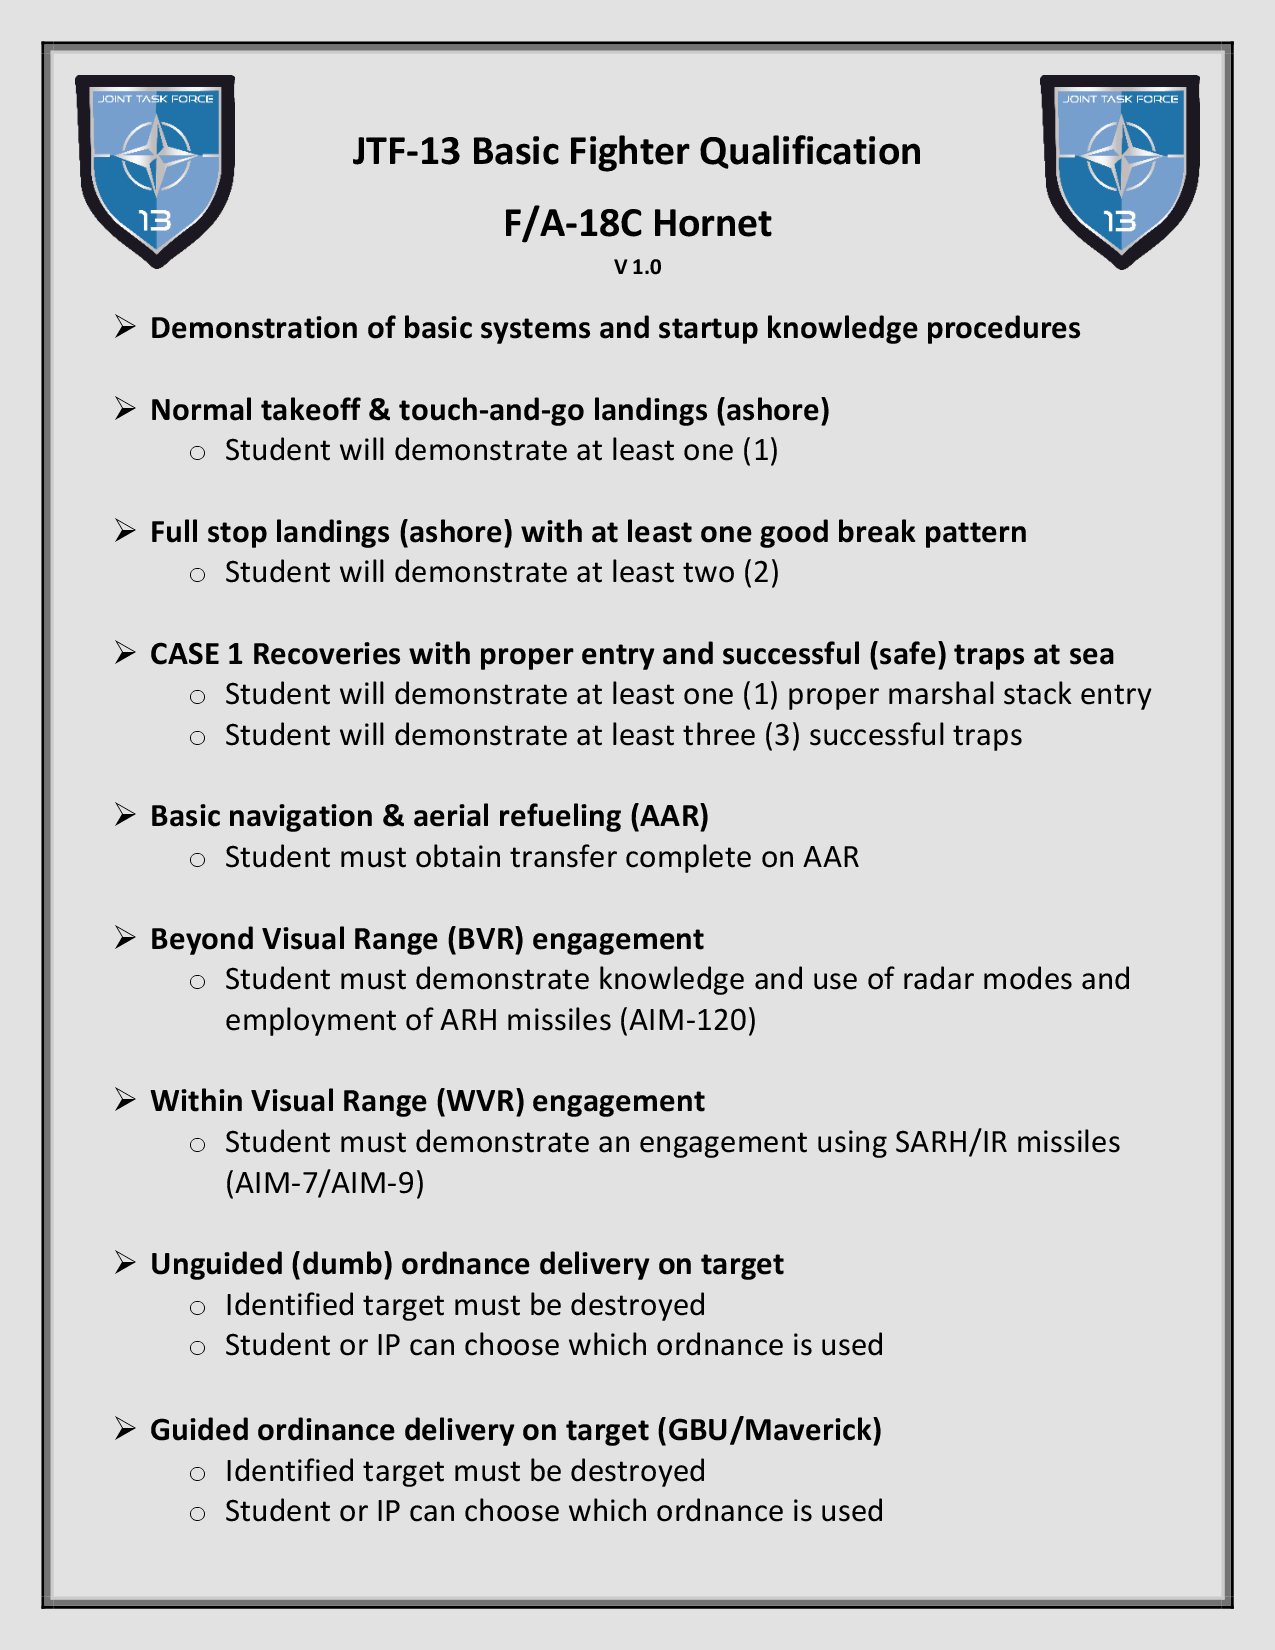 JOINT TASK FORCE
13
JOINT TASK FORCE
13
JTF-13 Basic Fighter Qualification
F/A-18C Hornet
V 1.0
➢ Demonstration of basic systems and startup knowledge procedures
➢ Normal takeoff & touch-and-go landings (ashore)
o Student will demonstrate at least one (1)
➢ Full stop landings (ashore) with at least one good break pattern
o Student will demonstrate at least two (2)
➢ CASE 1 Recoveries with proper entry and successful (safe) traps at sea
o Student will demonstrate at least one (1) proper marshal stack entry
o Student will demonstrate at least three (3) successful traps
➢ Basic navigation & aerial refueling (AAR)
o Student must obtain transfer complete on AAR
➢ Beyond Visual Range (BVR) engagement
o Student must demonstrate knowledge and use of radar modes and
employment of ARH missiles (AIM-120)
➢ Within Visual Range (WVR) engagement
o Student must demonstrate an engagement using SARH/IR missiles
(AIM-7/AIM-9)
➢ Unguided (dumb) ordnance delivery on target
o Identified target must be destroyed
o Student or IP can choose which ordnance is used
➢ Guided ordinance delivery on target (GBU/Maverick)
o Identified target must be destroyed
o Student or IP can choose which ordnance is used